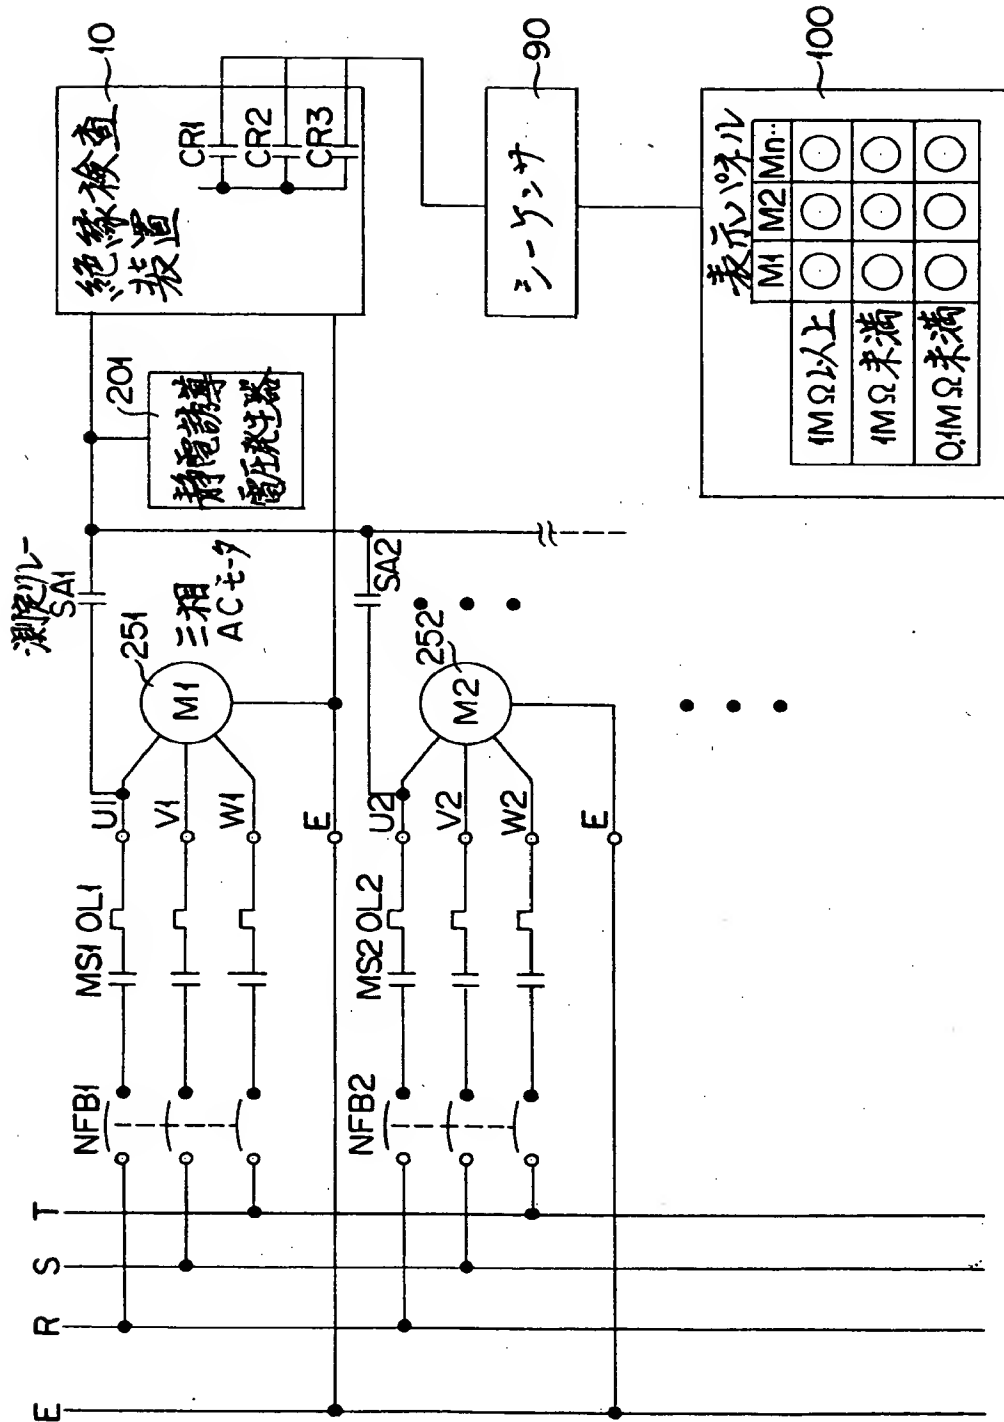 E R S T
NFB1
MS1 OL1
U1
V1
W1
E
251
M1
三相
ACモータ
測定リレー
SA1
201
静電誘導
電圧発生器
10
絶縁検査
装置
CR1
CR2
CR3
NFB2
MS2 OL2
U2
V2
W2
E
252
M2
SA2
90
シーケンサ
100
表示パネル
M1 M2 Mn‥
1MΩ以上
1MΩ未満
0.1MΩ未満